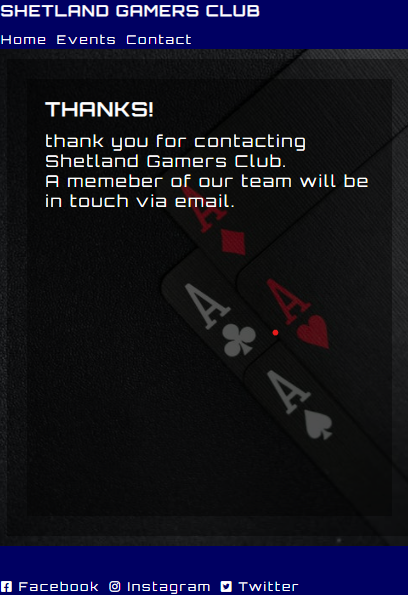 SHETLAND GAMERS CLUB
Home Events Contact
THANKS!
thank you for contacting
Shetland Gamers Club.
A memeber of our team will be
in touch via email.
A
A
A
A
Facebook Instagram Twitter